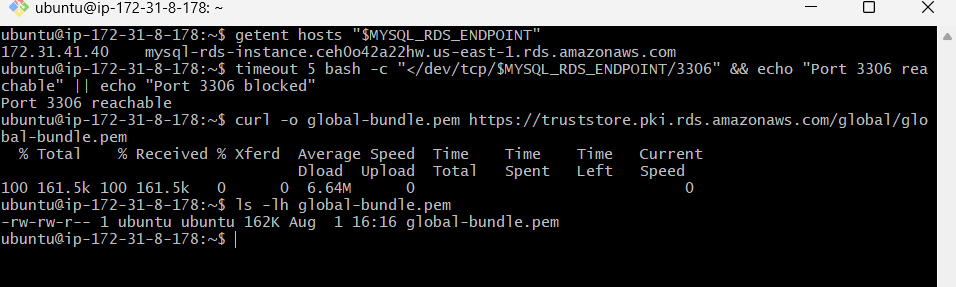 ubuntu@ip-172-31-8-178: ~
ubuntu@ip-172-31-8-178:~$ getent hosts "$MYSQL_RDS_ENDPOINT"
172.31.41.40    mysql-rds-instance.ceh0o42a22hw.us-east-1.rds.amazonaws.com
ubuntu@ip-172-31-8-178:~$ timeout 5 bash -c "</dev/tcp/$MYSQL_RDS_ENDPOINT/3306" && echo "Port 3306 rea
chable" || echo "Port 3306 blocked"
Port 3306 reachable
ubuntu@ip-172-31-8-178:~$ curl -o global-bundle.pem https://truststore.pki.rds.amazonaws.com/global/glo
bal-bundle.pem
  % Total    % Received % Xferd  Average Speed  Time    Time    Time   Current
                                 Dload  Upload  Total   Spent   Left   Speed
100 161.5k 100 161.5k   0      0  6.64M      0                              0
ubuntu@ip-172-31-8-178:~$ ls -lh global-bundle.pem
-rw-rw-r-- 1 ubuntu ubuntu 162K Aug  1 16:16 global-bundle.pem
ubuntu@ip-172-31-8-178:~$